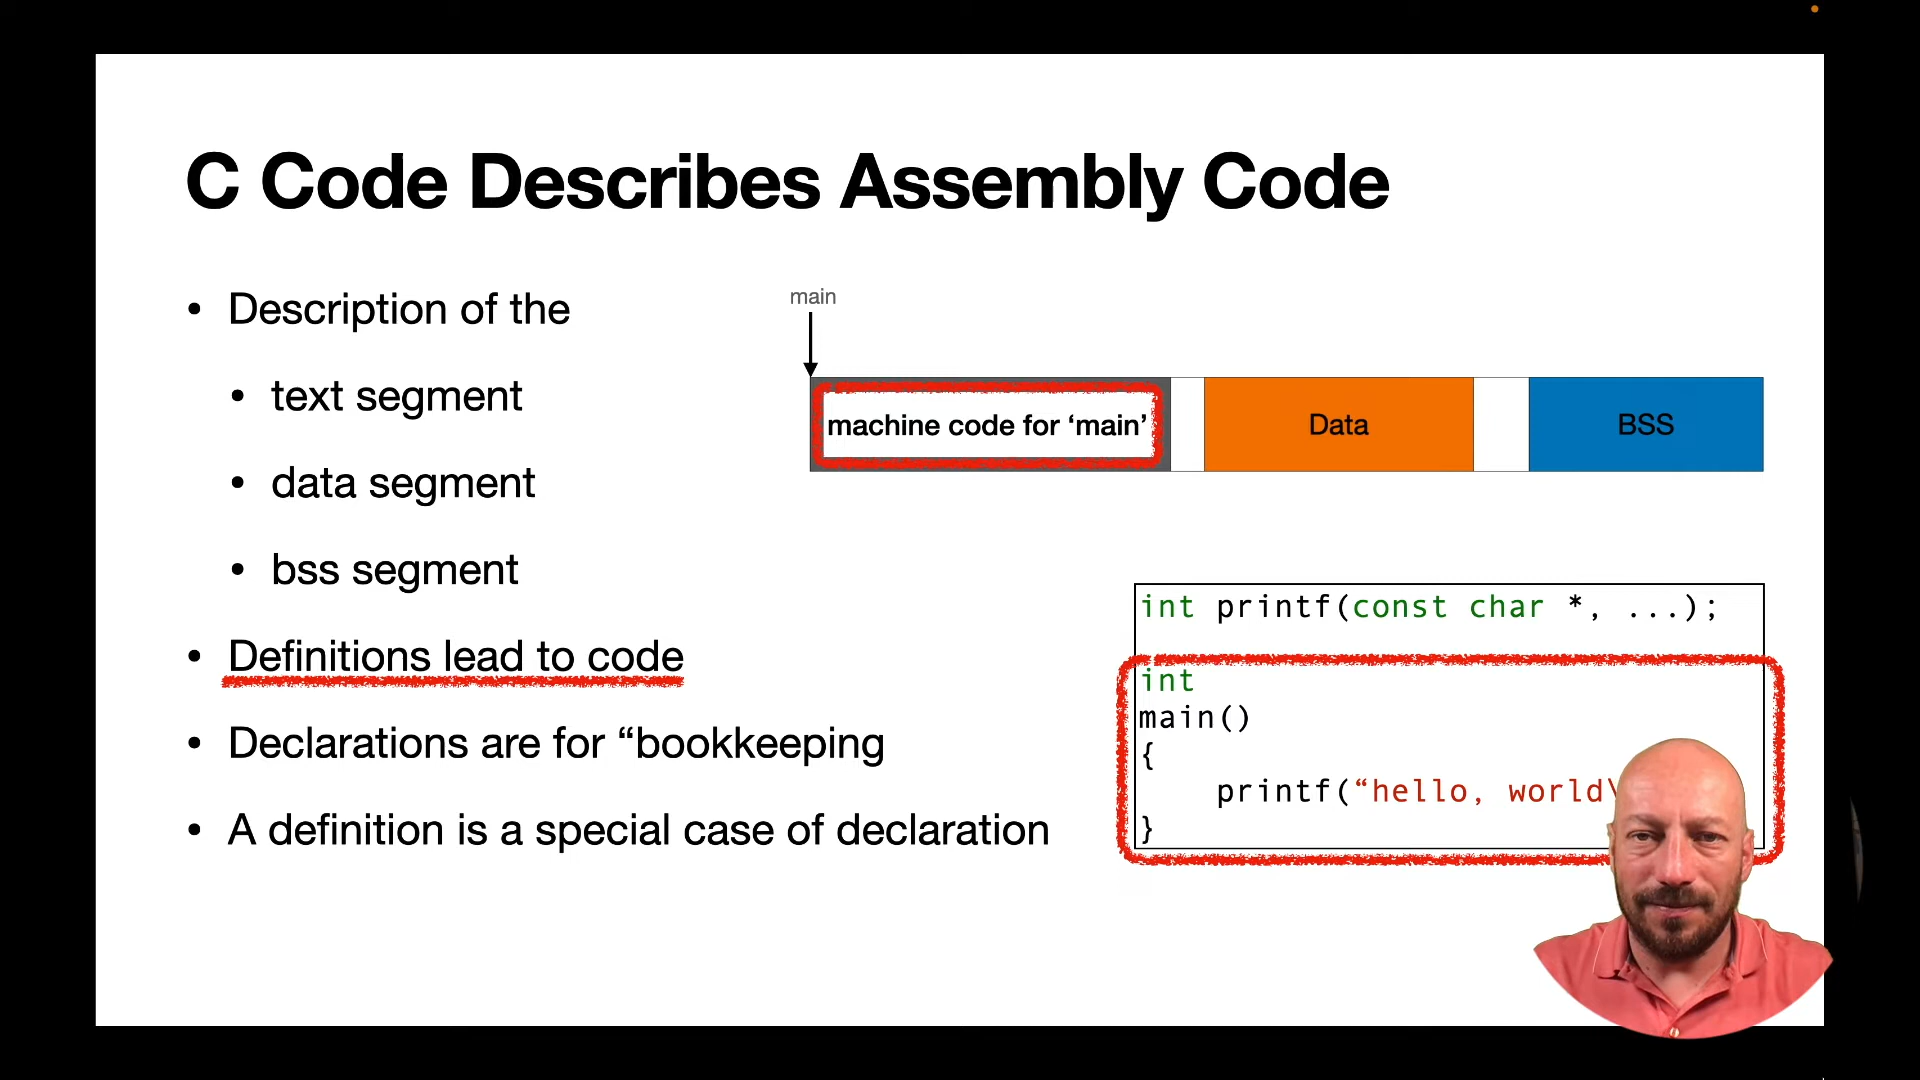 C Code Describes Assembly Code
• Description of the
• text segment
• data segment
• bss segment
• Definitions lead to code
• Declarations are for “bookkeeping
• A definition is a special case of declaration
main
machine code for ‘main’
Data
BSS
int printf(const char *, ...);
int
main()
{
printf(“hello, world\
}